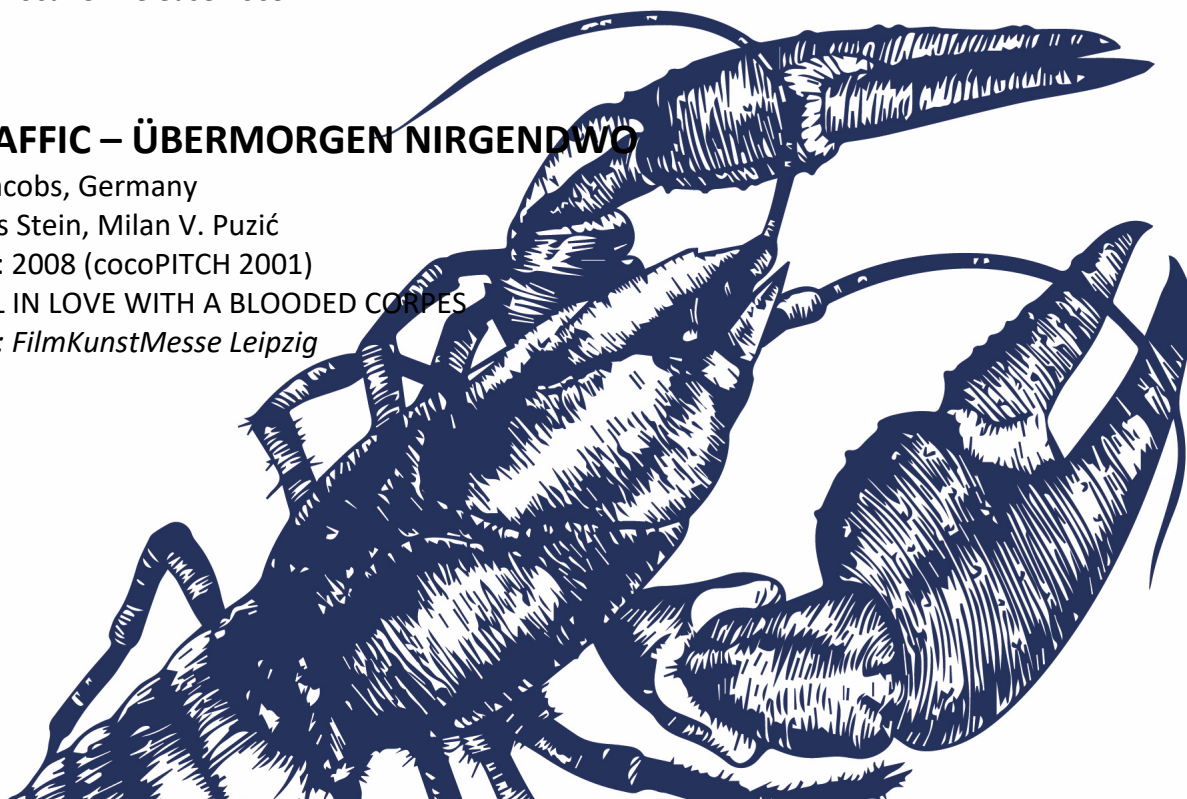 AFFIC – ÜBERMORGEN NIRGENDWO
acobs, Germany
s Stein, Milan V. Puzić
: 2008 (cocoPITCH 2001)
L IN LOVE WITH A BLOODED CORPES
: FilmKunstMesse Leipzig